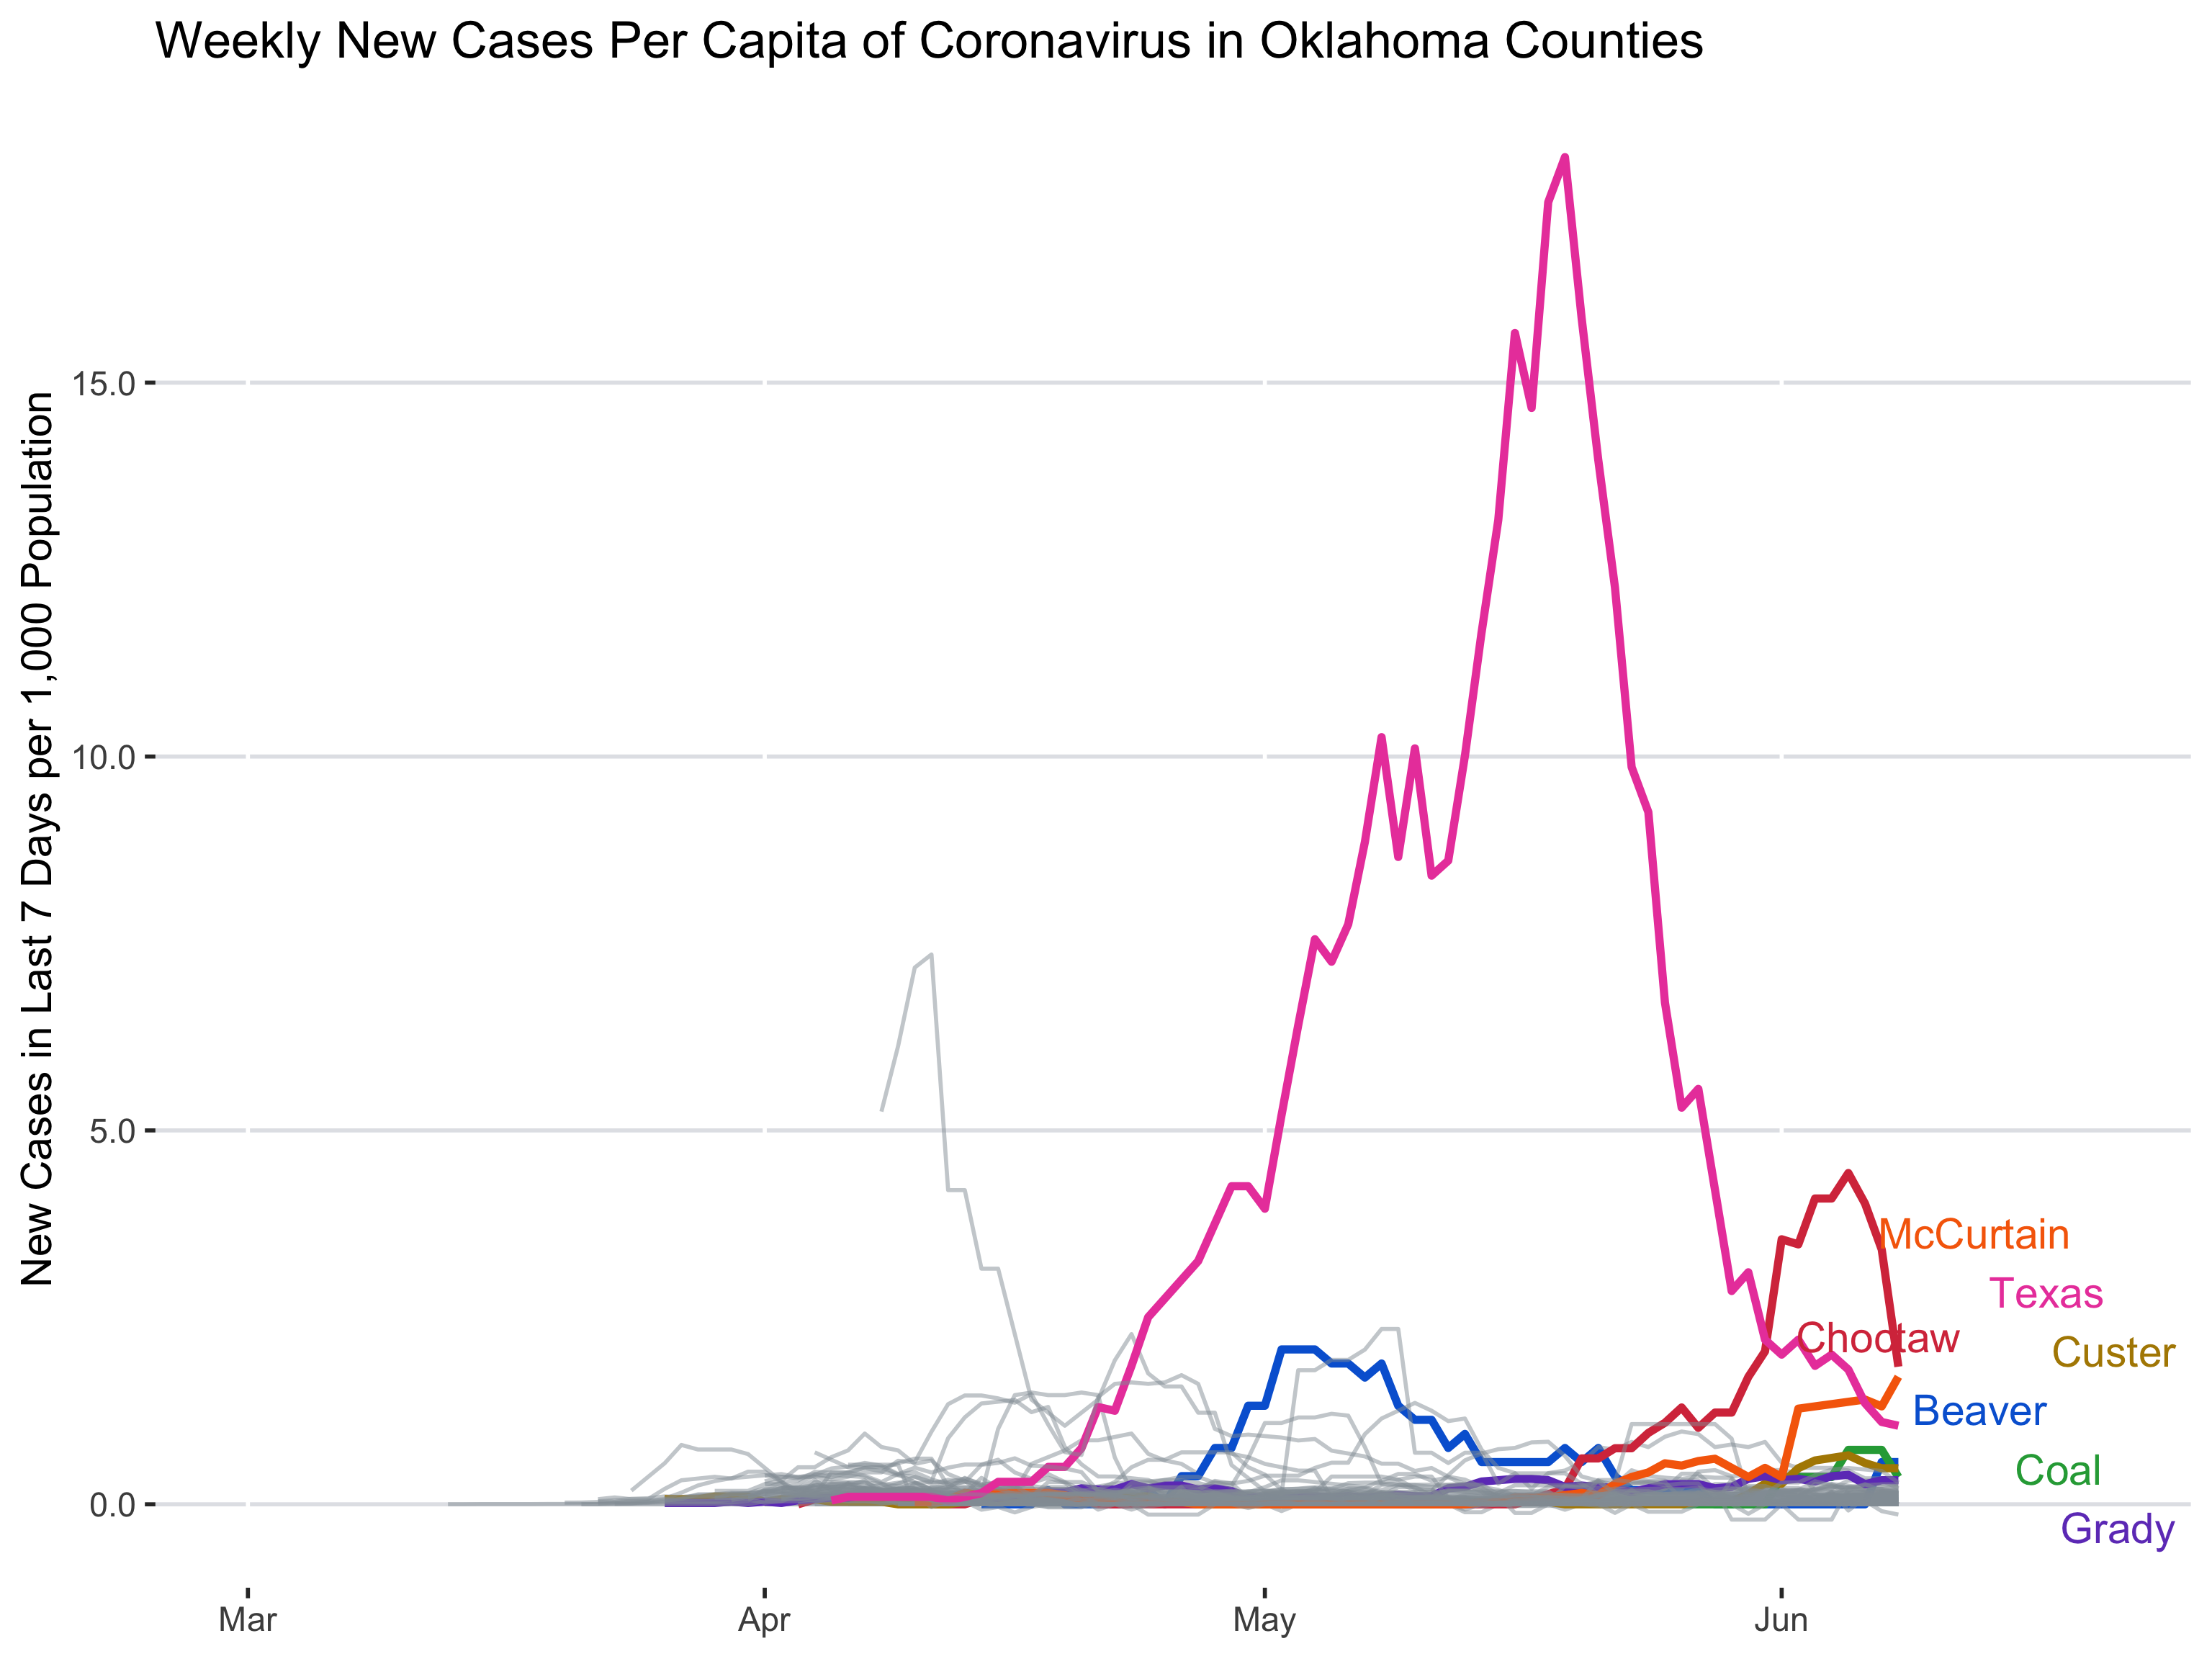 Weekly New Cases Per Capita of Coronavirus in Oklahoma Counties
New Cases in Last 7 Days per 1,000 Population
15.0
10.0
5.0
0.0
McCurtain
Texas
Choctaw
Custer
Beaver
Coal
Grady
Mar
Apr
May
Jun